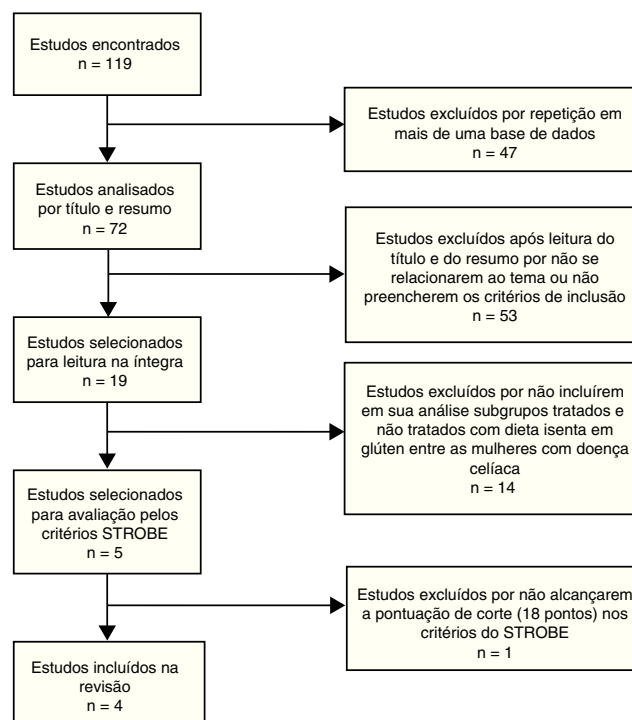 Estudos encontrados
n = 119
Estudos excluídos por repetição em
mais de uma base de dados
n = 47
Estudos analisados
por título e resumo
n = 72
Estudos excluídos após leitura do
título e do resumo por não se
relacionarem ao tema ou não
preencherem os critérios de inclusão
n = 53
Estudos selecionados
para leitura na íntegra
n = 19
Estudos excluídos por não incluírem
em sua análise subgrupos tratados e
não tratados com dieta isenta em
glúten entre as mulheres com doença
celíaca
n = 14
Estudos selecionados
para avaliação pelos
critérios STROBE
n = 5
Estudos excluídos por não alcançarem
a pontuação de corte (18 pontos) nos
critérios do STROBE
n = 1
Estudos incluídos na
revisão
n = 4